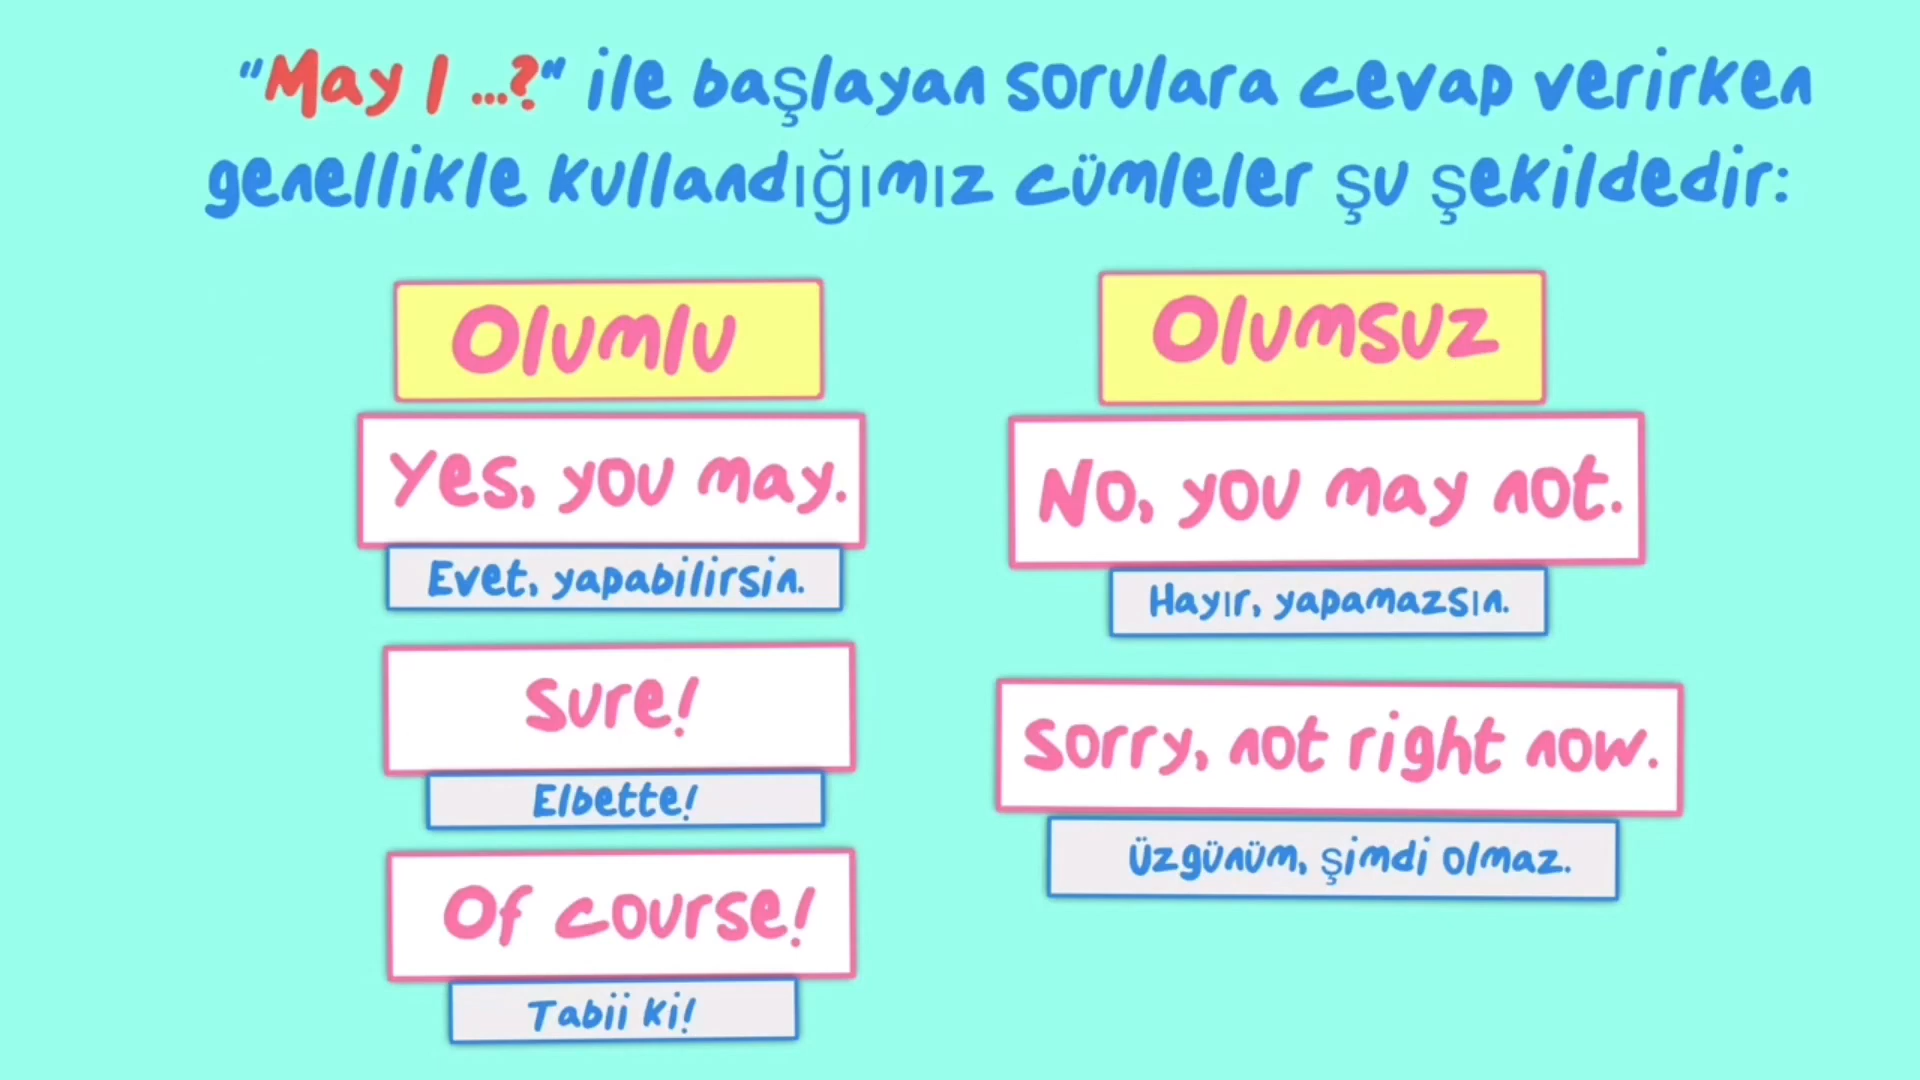 "May I ...?" ile başlayan sorulara cevap verirken
genellikle kullandığımız cümleler şu şekildedir:
Olumlu
Yes, you may.
Evet, yapabilirsin.
Sure!
Elbette!
Of course!
Tabii ki!
Olumsuz
No, you may not.
Hayır, yapamazsın.
Sorry, not right now.
Üzgünüm, şimdi olmaz.